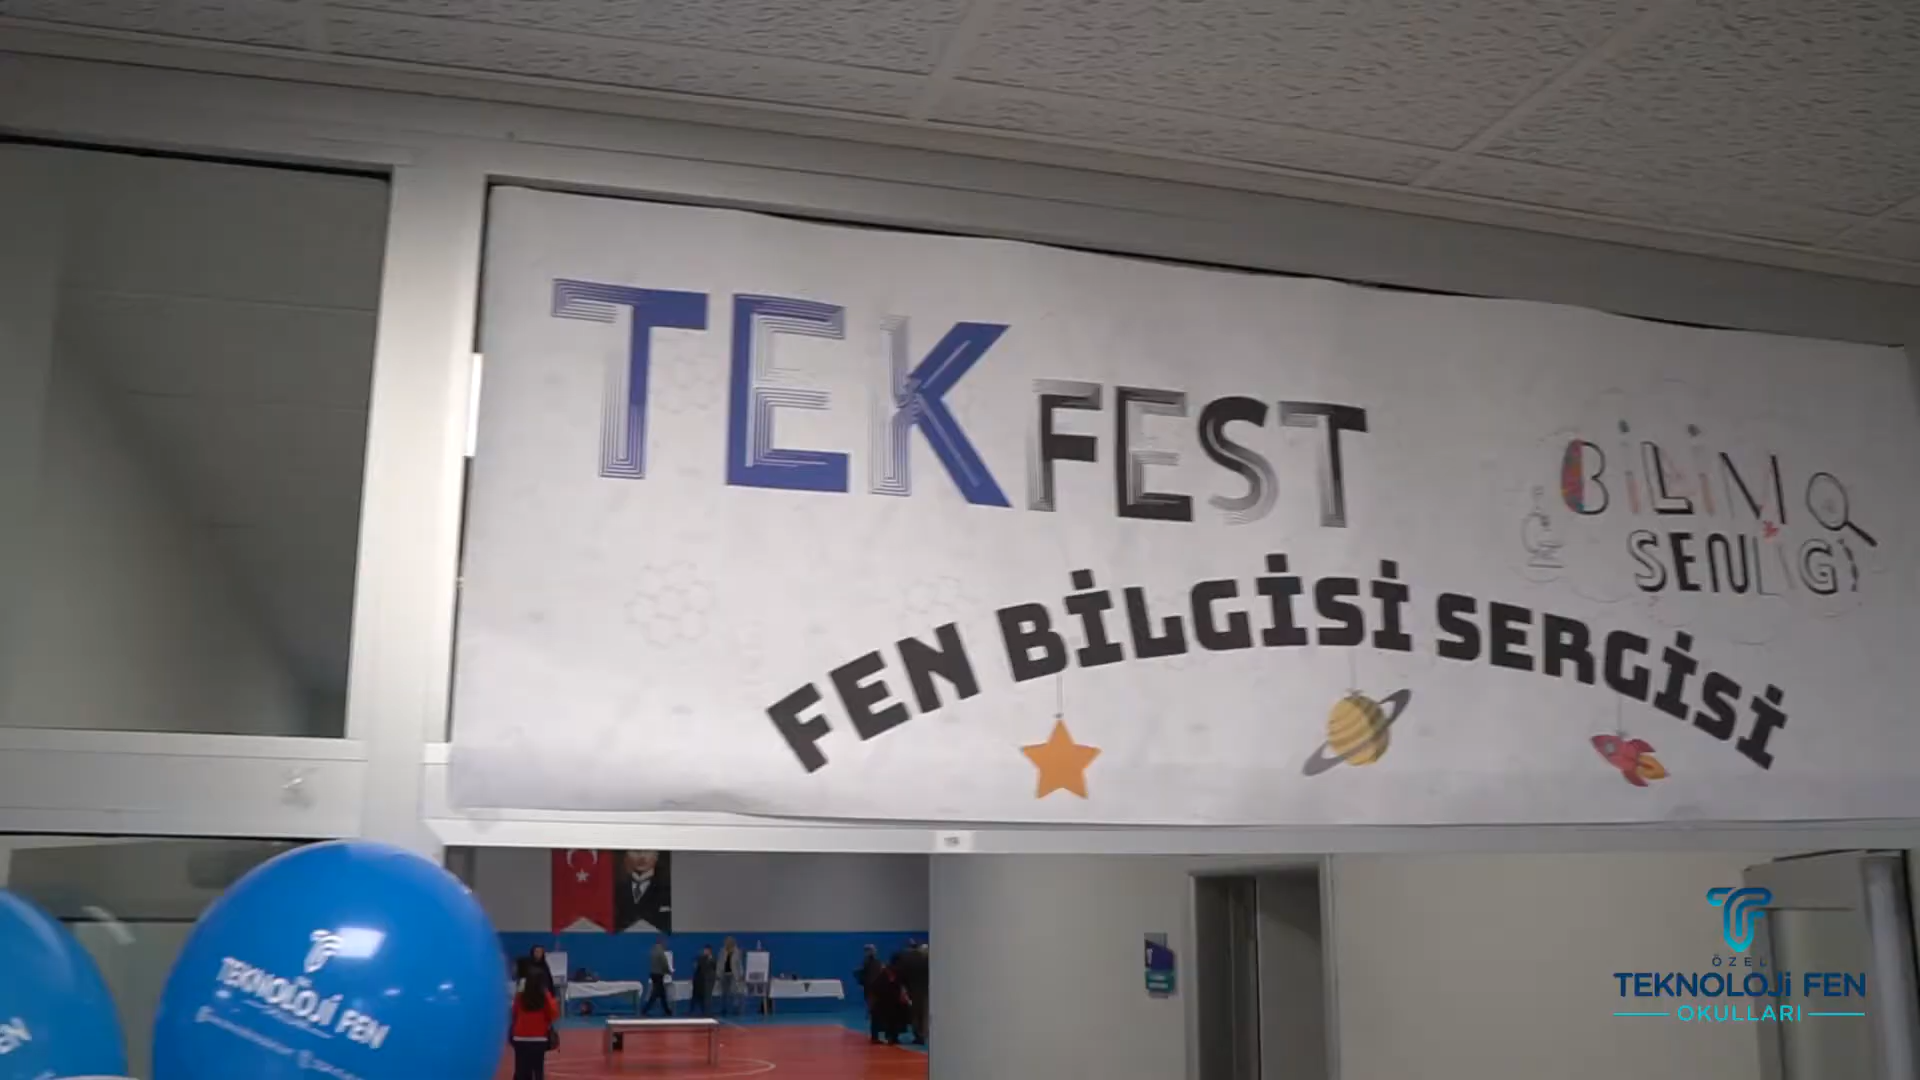 TEKFEST
BİLİM
ŞENLİĞİ
FEN BİLGİSİ SERGİSİ
TEKNOLOJİ FEN
ÖZEL
TEKNOLOJİ FEN
OKULLARI